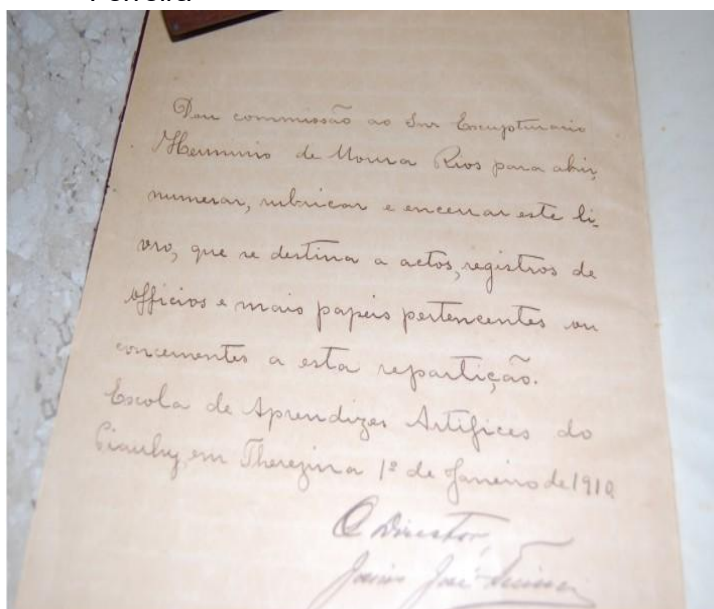 Ferreira
Dou commissão ao Snr Escripturario
Herminio de Moura Rios para abrir,
numerar, rubricar e encerrar este li-
vro, que se destina a actos, registros de
officios e mais papeis pertencentes ou
concernentes a esta repartição.
Escola de Aprendizes Artifices do
Piauhy, em Therezina 1º de Janeiro de 1910
O Director,
José